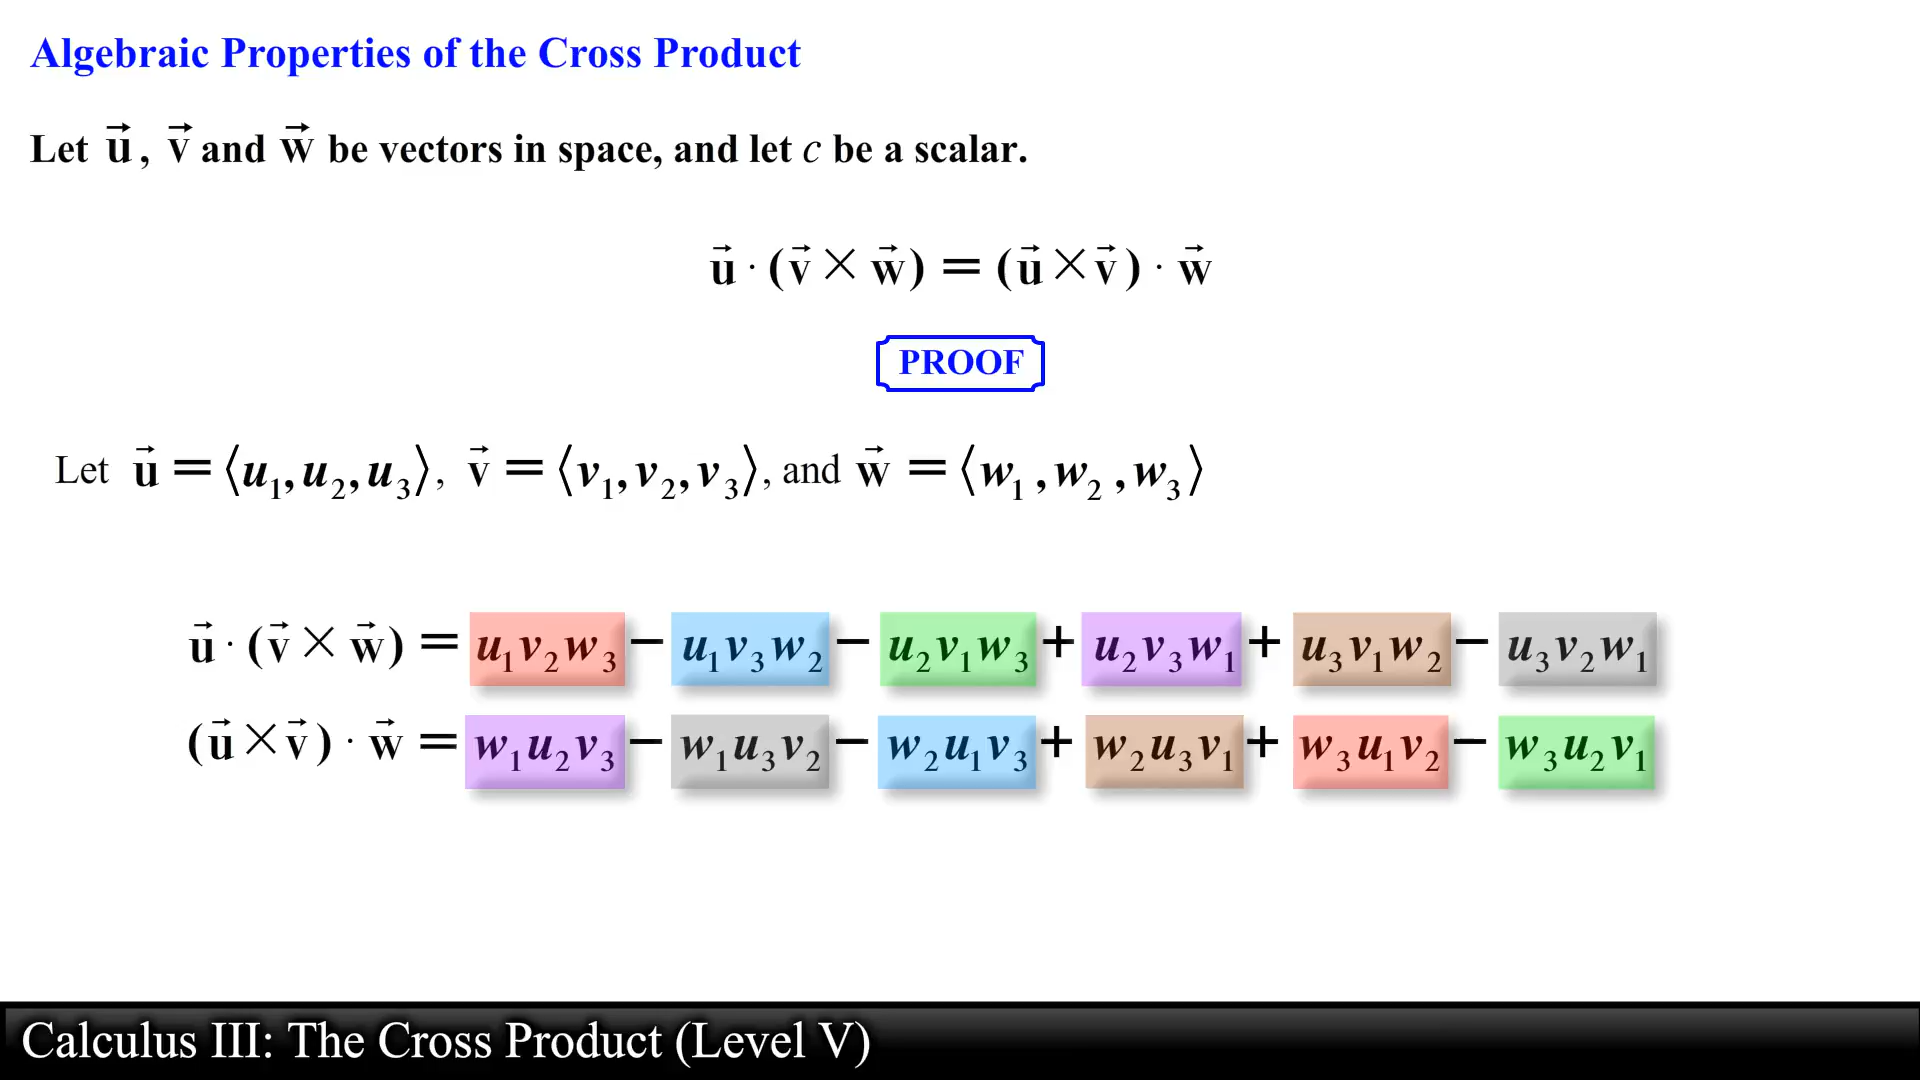 Algebraic Properties of the Cross Product
Let u⃗, v⃗ and w⃗ be vectors in space, and let c be a scalar.
u⃗ · (v⃗ × w⃗) = (u⃗ × v⃗) · w⃗
PROOF
Let u⃗ = ⟨u₁, u₂, u₃⟩, v⃗ = ⟨v₁, v₂, v₃⟩, and w⃗ = ⟨w₁, w₂, w₃⟩
u⃗ · (v⃗ × w⃗) = u₁v₂w₃ − u₁v₃w₂ − u₂v₁w₃ + u₂v₃w₁ + u₃v₁w₂ − u₃v₂w₁
(u⃗ × v⃗) · w⃗ = w₁u₂v₃ − w₁u₃v₂ − w₂u₁v₃ + w₂u₃v₁ + w₃u₁v₂ − w₃u₂v₁
Calculus III: The Cross Product (Level V)